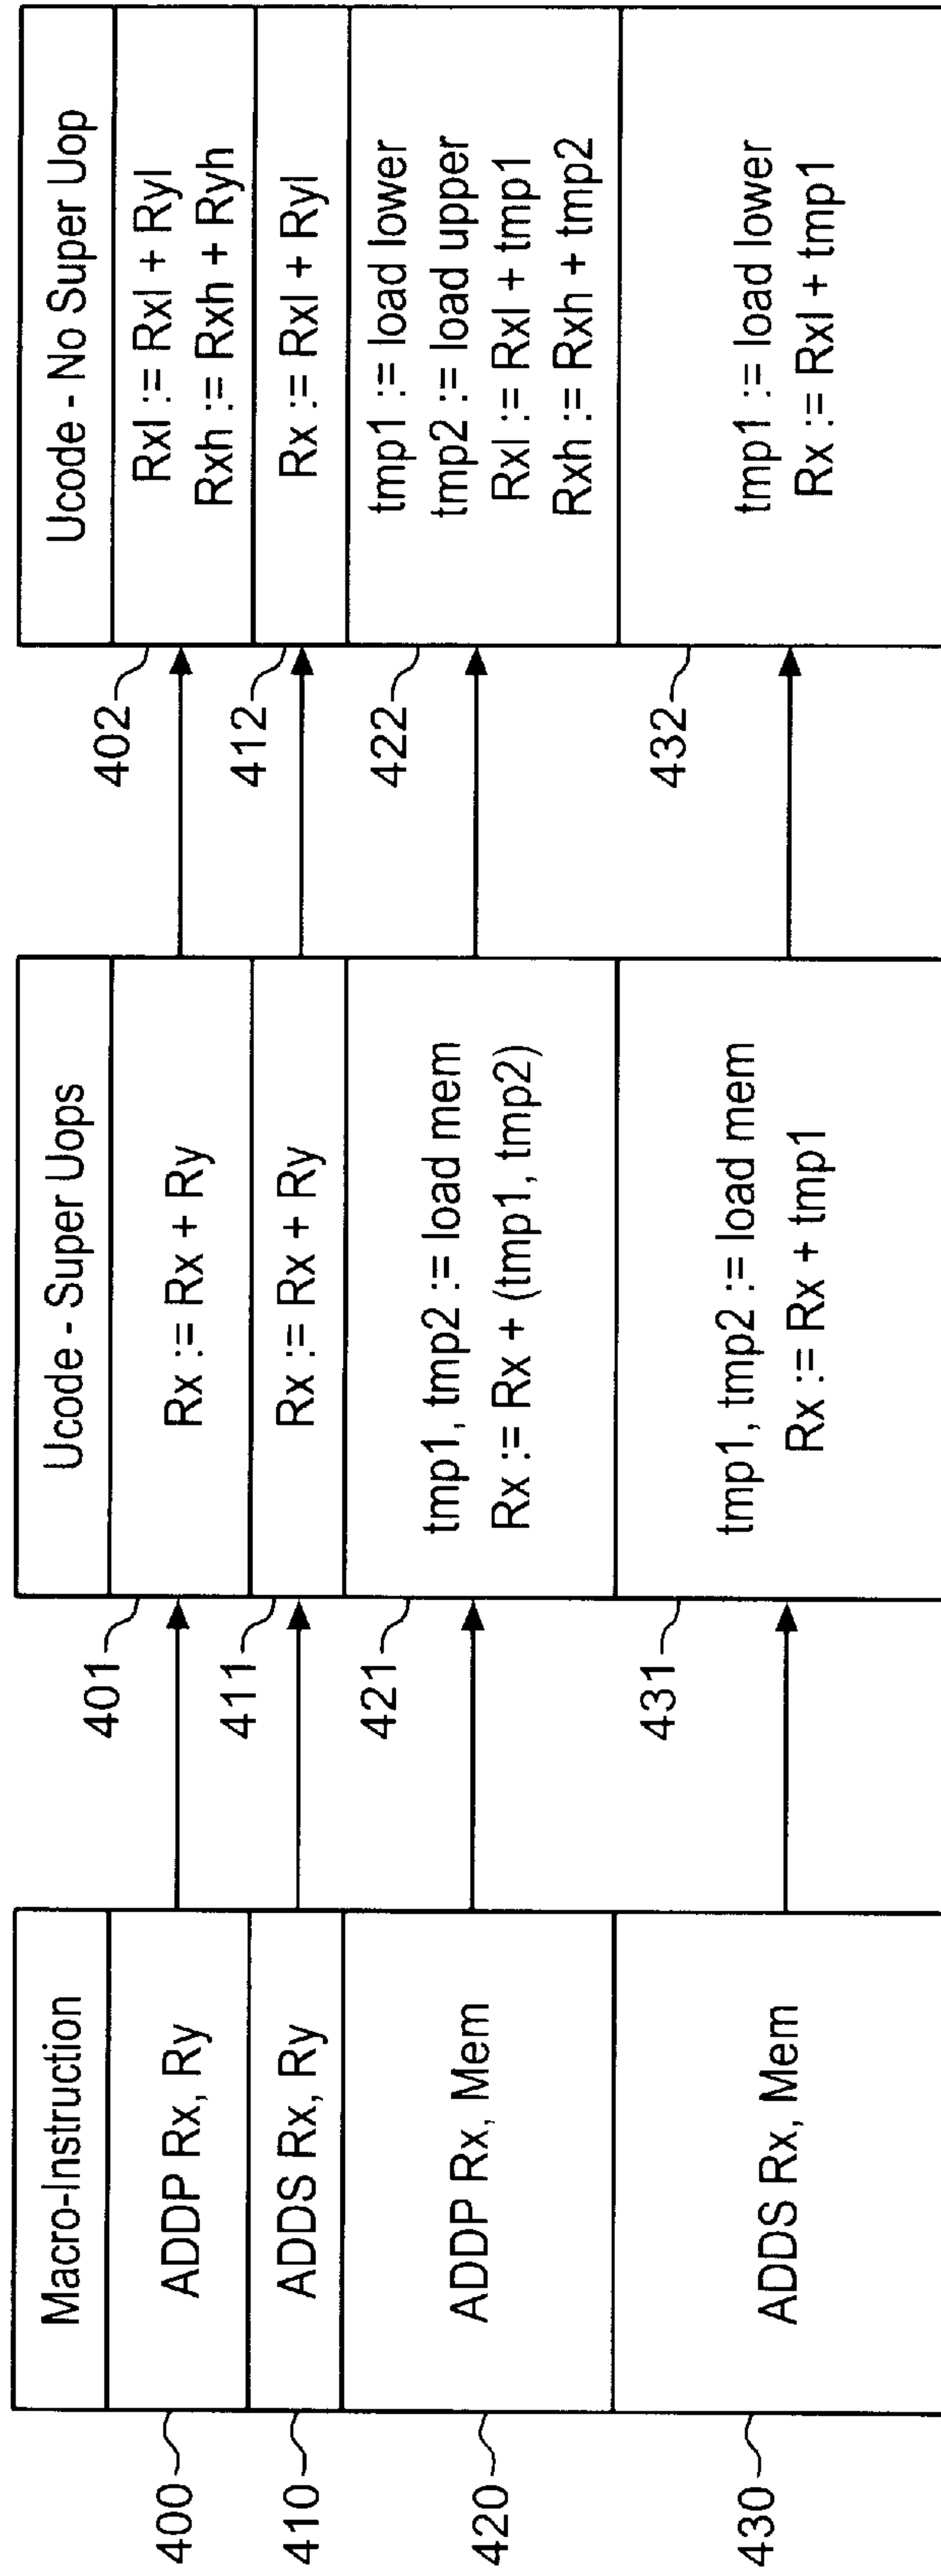 Macro-Instruction
400
ADDP Rx, Ry
410
ADDS Rx, Ry
420
ADDP Rx, Mem
430
ADDS Rx, Mem
Ucode - Super Uops
401
Rx := Rx + Ry
411
Rx := Rx + Ry
421
tmp1, tmp2 := load mem
Rx := Rx + (tmp1, tmp2)
431
tmp1, tmp2 := load mem
Rx := Rx + tmp1
Ucode - No Super Uop
402
Rxl := Rxl + Ryl
Rxh := Rxh + Ryh
412
Rx := Rxl + Ryl
422
tmp1 := load lower
tmp2 := load upper
Rxl := Rxl + tmp1
Rxh := Rxh + tmp2
432
tmp1 := load lower
Rx := Rxl + tmp1